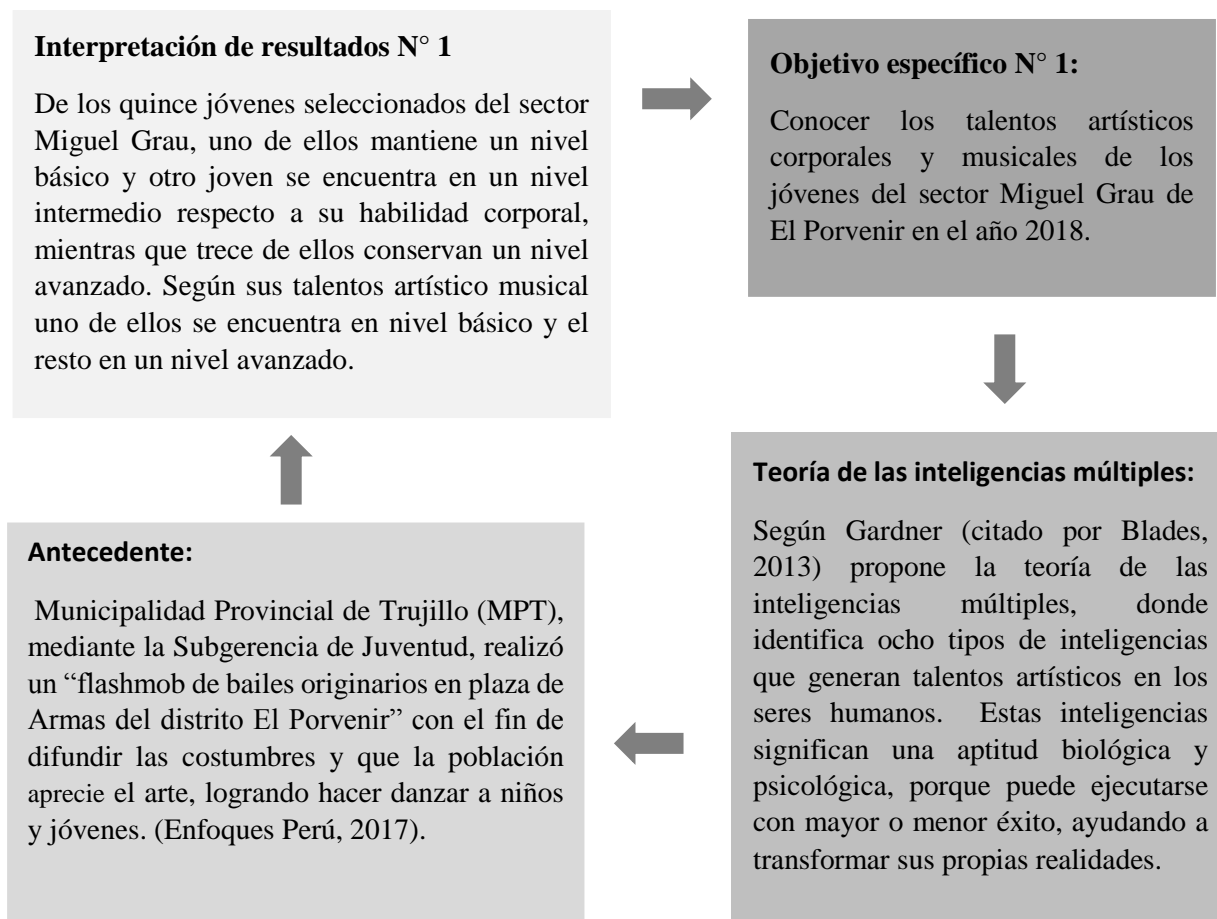 Interpretación de resultados N° 1
De los quince jóvenes seleccionados del sector
Miguel Grau, uno de ellos mantiene un nivel
básico y otro joven se encuentra en un nivel
intermedio respecto a su habilidad corporal,
mientras que trece de ellos conservan un nivel
avanzado. Según sus talentos artístico musical
uno de ellos se encuentra en nivel básico y el
resto en un nivel avanzado.
Objetivo específico N° 1:
Conocer los talentos artísticos
corporales y musicales de los
jóvenes del sector Miguel Grau de
El Porvenir en el año 2018.
Teoría de las inteligencias múltiples:
Según Gardner (citado por Blades,
2013) propone la teoría de las
inteligencias múltiples, donde
identifica ocho tipos de inteligencias
que generan talentos artísticos en los
seres humanos. Estas inteligencias
significan una aptitud biológica y
psicológica, porque puede ejecutarse
con mayor o menor éxito, ayudando a
transformar sus propias realidades.
Antecedente:
Municipalidad Provincial de Trujillo (MPT),
mediante la Subgerencia de Juventud, realizó
un “flashmob de bailes originarios en plaza de
Armas del distrito El Porvenir” con el fin de
difundir las costumbres y que la población
aprecie el arte, logrando hacer danzar a niños
y jóvenes. (Enfoques Perú, 2017).